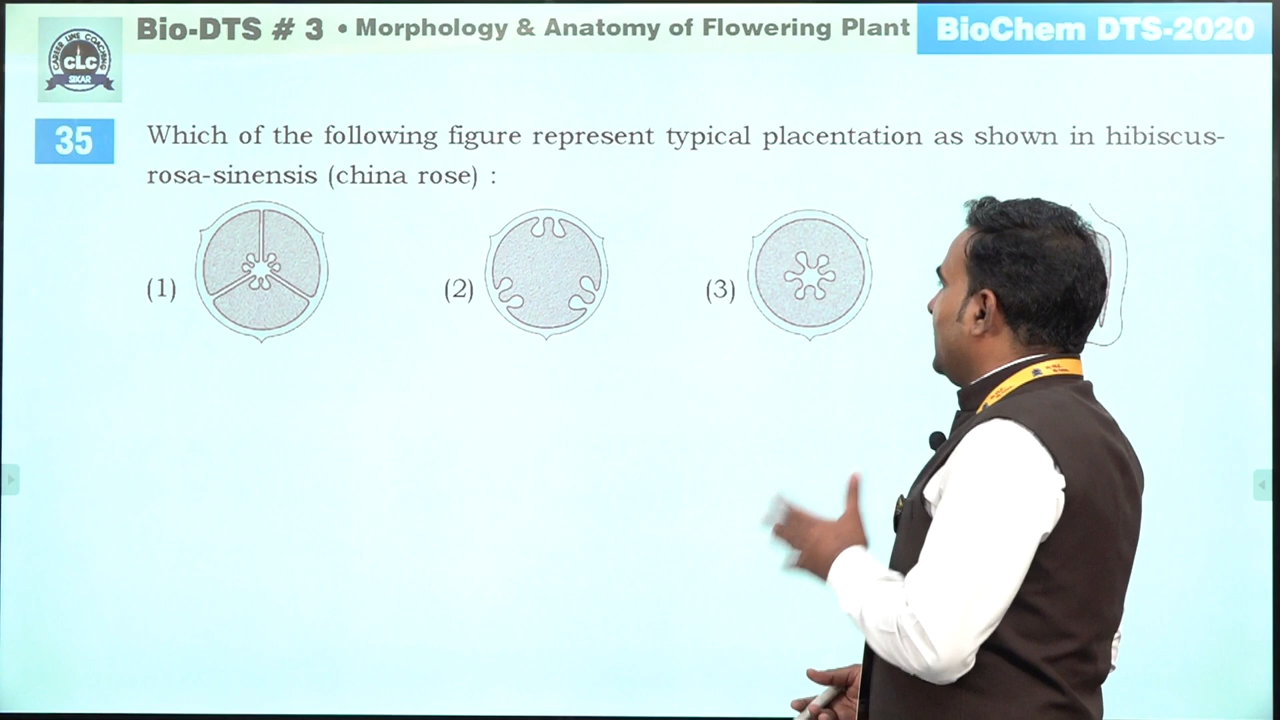 Bio-DTS # 3 • Morphology & Anatomy of Flowering Plant
BioChem DTS-2020
CAREER LINE COACHING
CLC
SIKAR
35
Which of the following figure represent typical placentation as shown in hibiscus-
rosa-sinensis (china rose) :
(1)
(2)
(3)